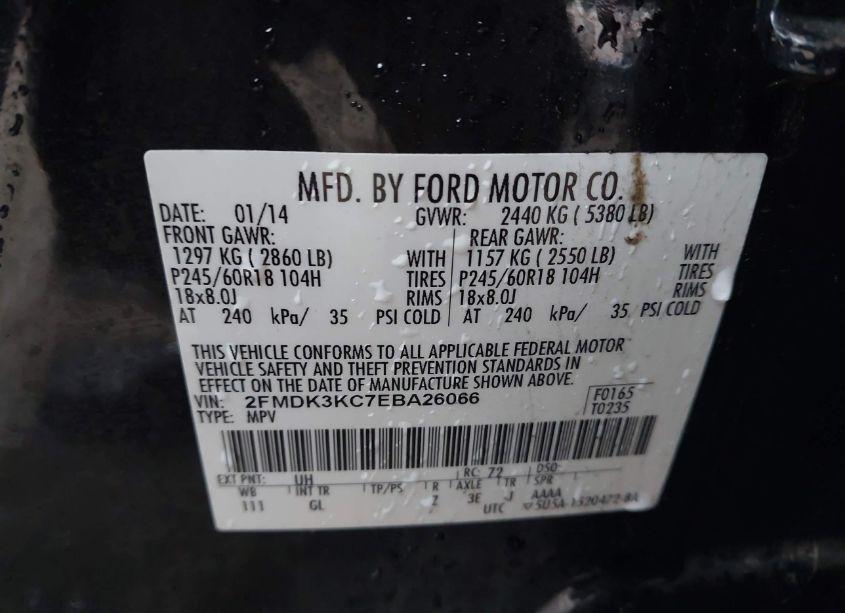 MFD. BY FORD MOTOR CO.
DATE: 01/14 GVWR: 2440 KG ( 5380 LB)
FRONT GAWR: REAR GAWR:
1297 KG ( 2860 LB) WITH 1157 KG ( 2550 LB) WITH
P245/60R18 104H TIRES P245/60R18 104H TIRES
18x8.0J RIMS 18x8.0J RIMS
AT 240 kPa/ 35 PSI COLD AT 240 kPa/ 35 PSI COLD
THIS VEHICLE CONFORMS TO ALL APPLICABLE FEDERAL MOTOR
VEHICLE SAFETY AND THEFT PREVENTION STANDARDS IN
EFFECT ON THE DATE OF MANUFACTURE SHOWN ABOVE.
VIN: 2FMDK3KC7EBA26066 F0165
TYPE: MPV T0235
EXT PNT: UH RC: 72 DSO:
WB INT TR TP/PS R AXLE TR SPR
111 GL Z 3E J AAAA
UTC ▽5U5A-1520472-BA